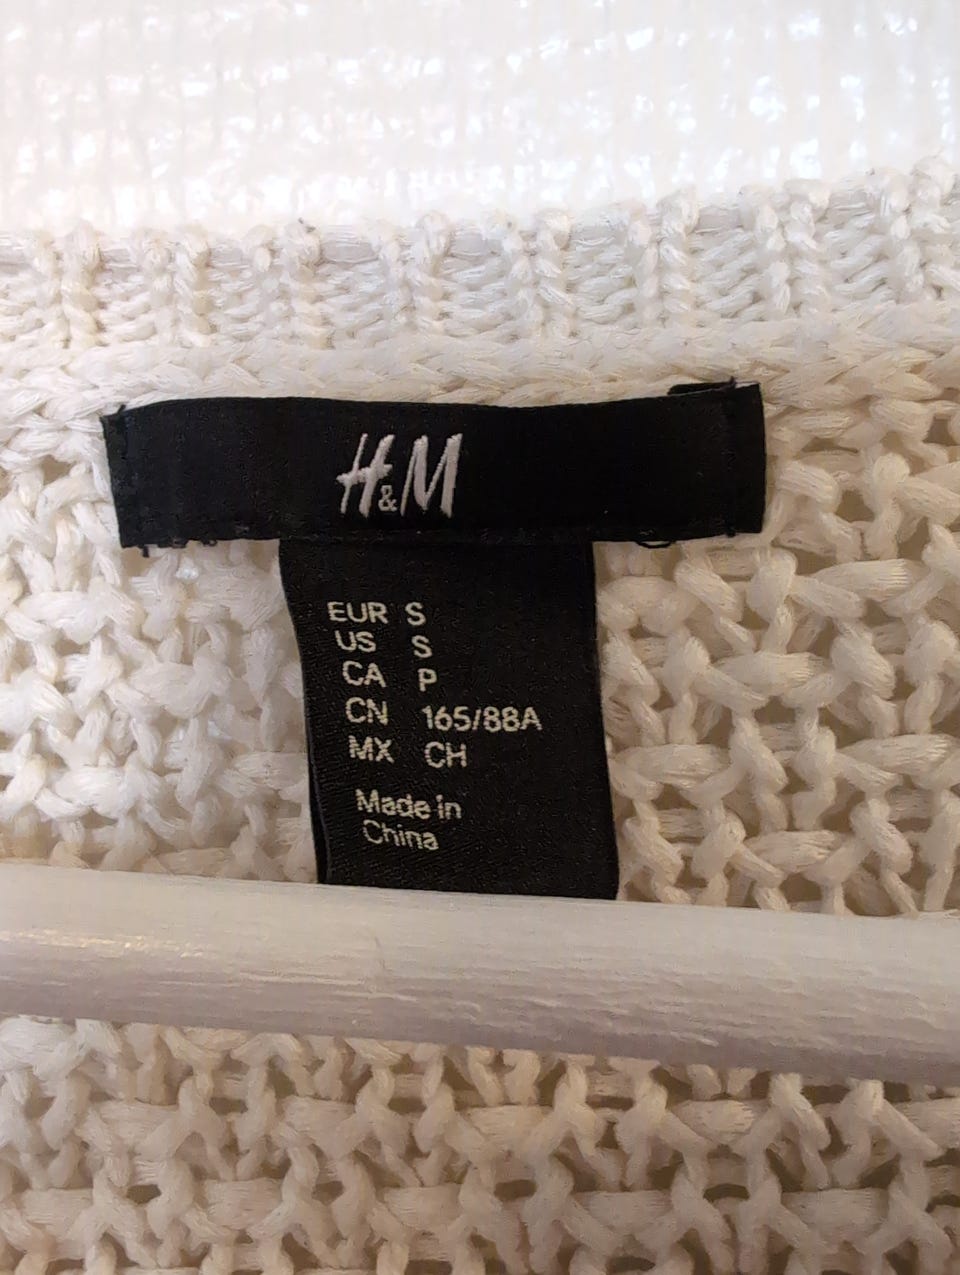 H&M
EUR S
US S
CA P
CN 165/88A
MX CH
Made in
China